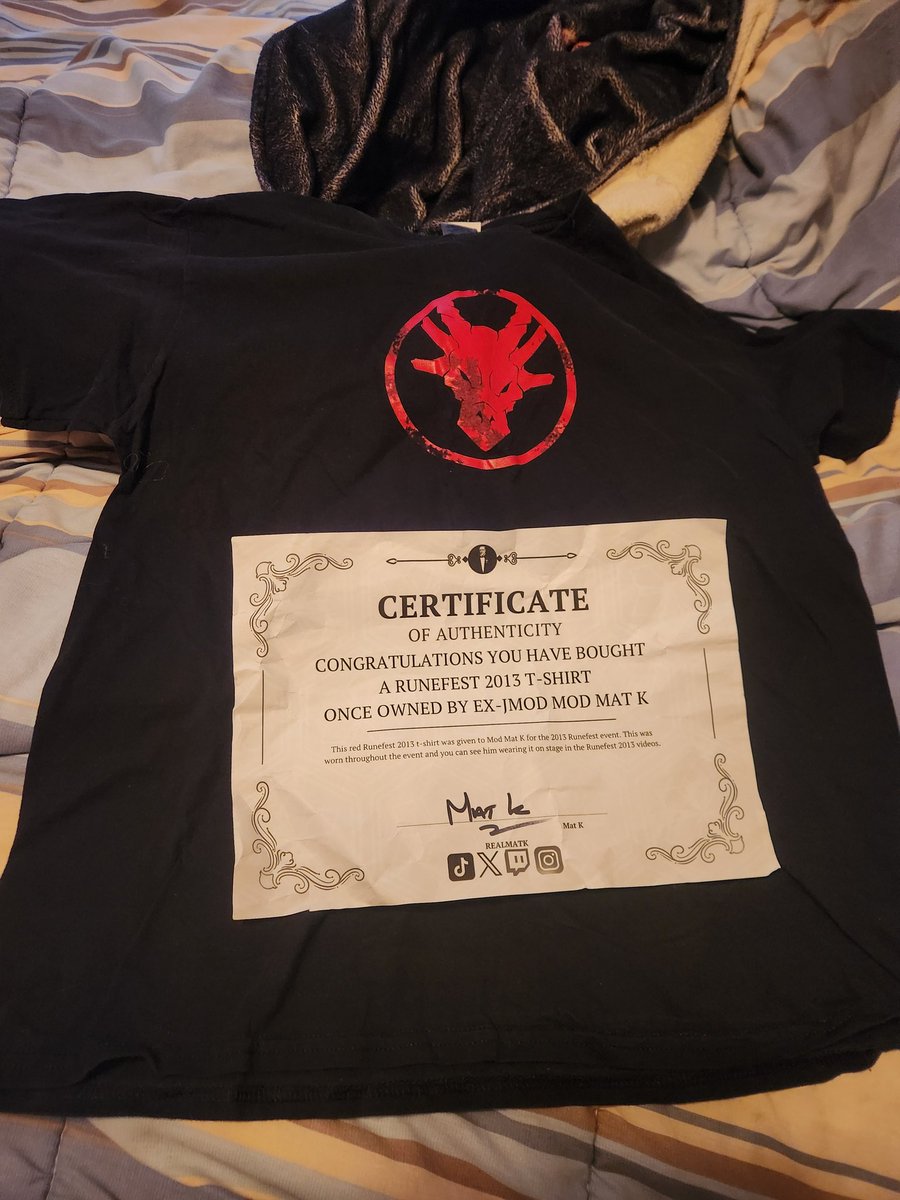 CERTIFICATE
OF AUTHENTICITY
CONGRATULATIONS YOU HAVE BOUGHT
A RUNEFEST 2013 T-SHIRT
ONCE OWNED BY EX-JMOD MOD MAT K
This red Runefest 2013 t-shirt was given to Mod Mat K for the 2013 Runefest event. This was
worn throughout the event and you can see him wearing it on stage in the Runefest 2013 videos.
Mat K
Mat K
REALMATK